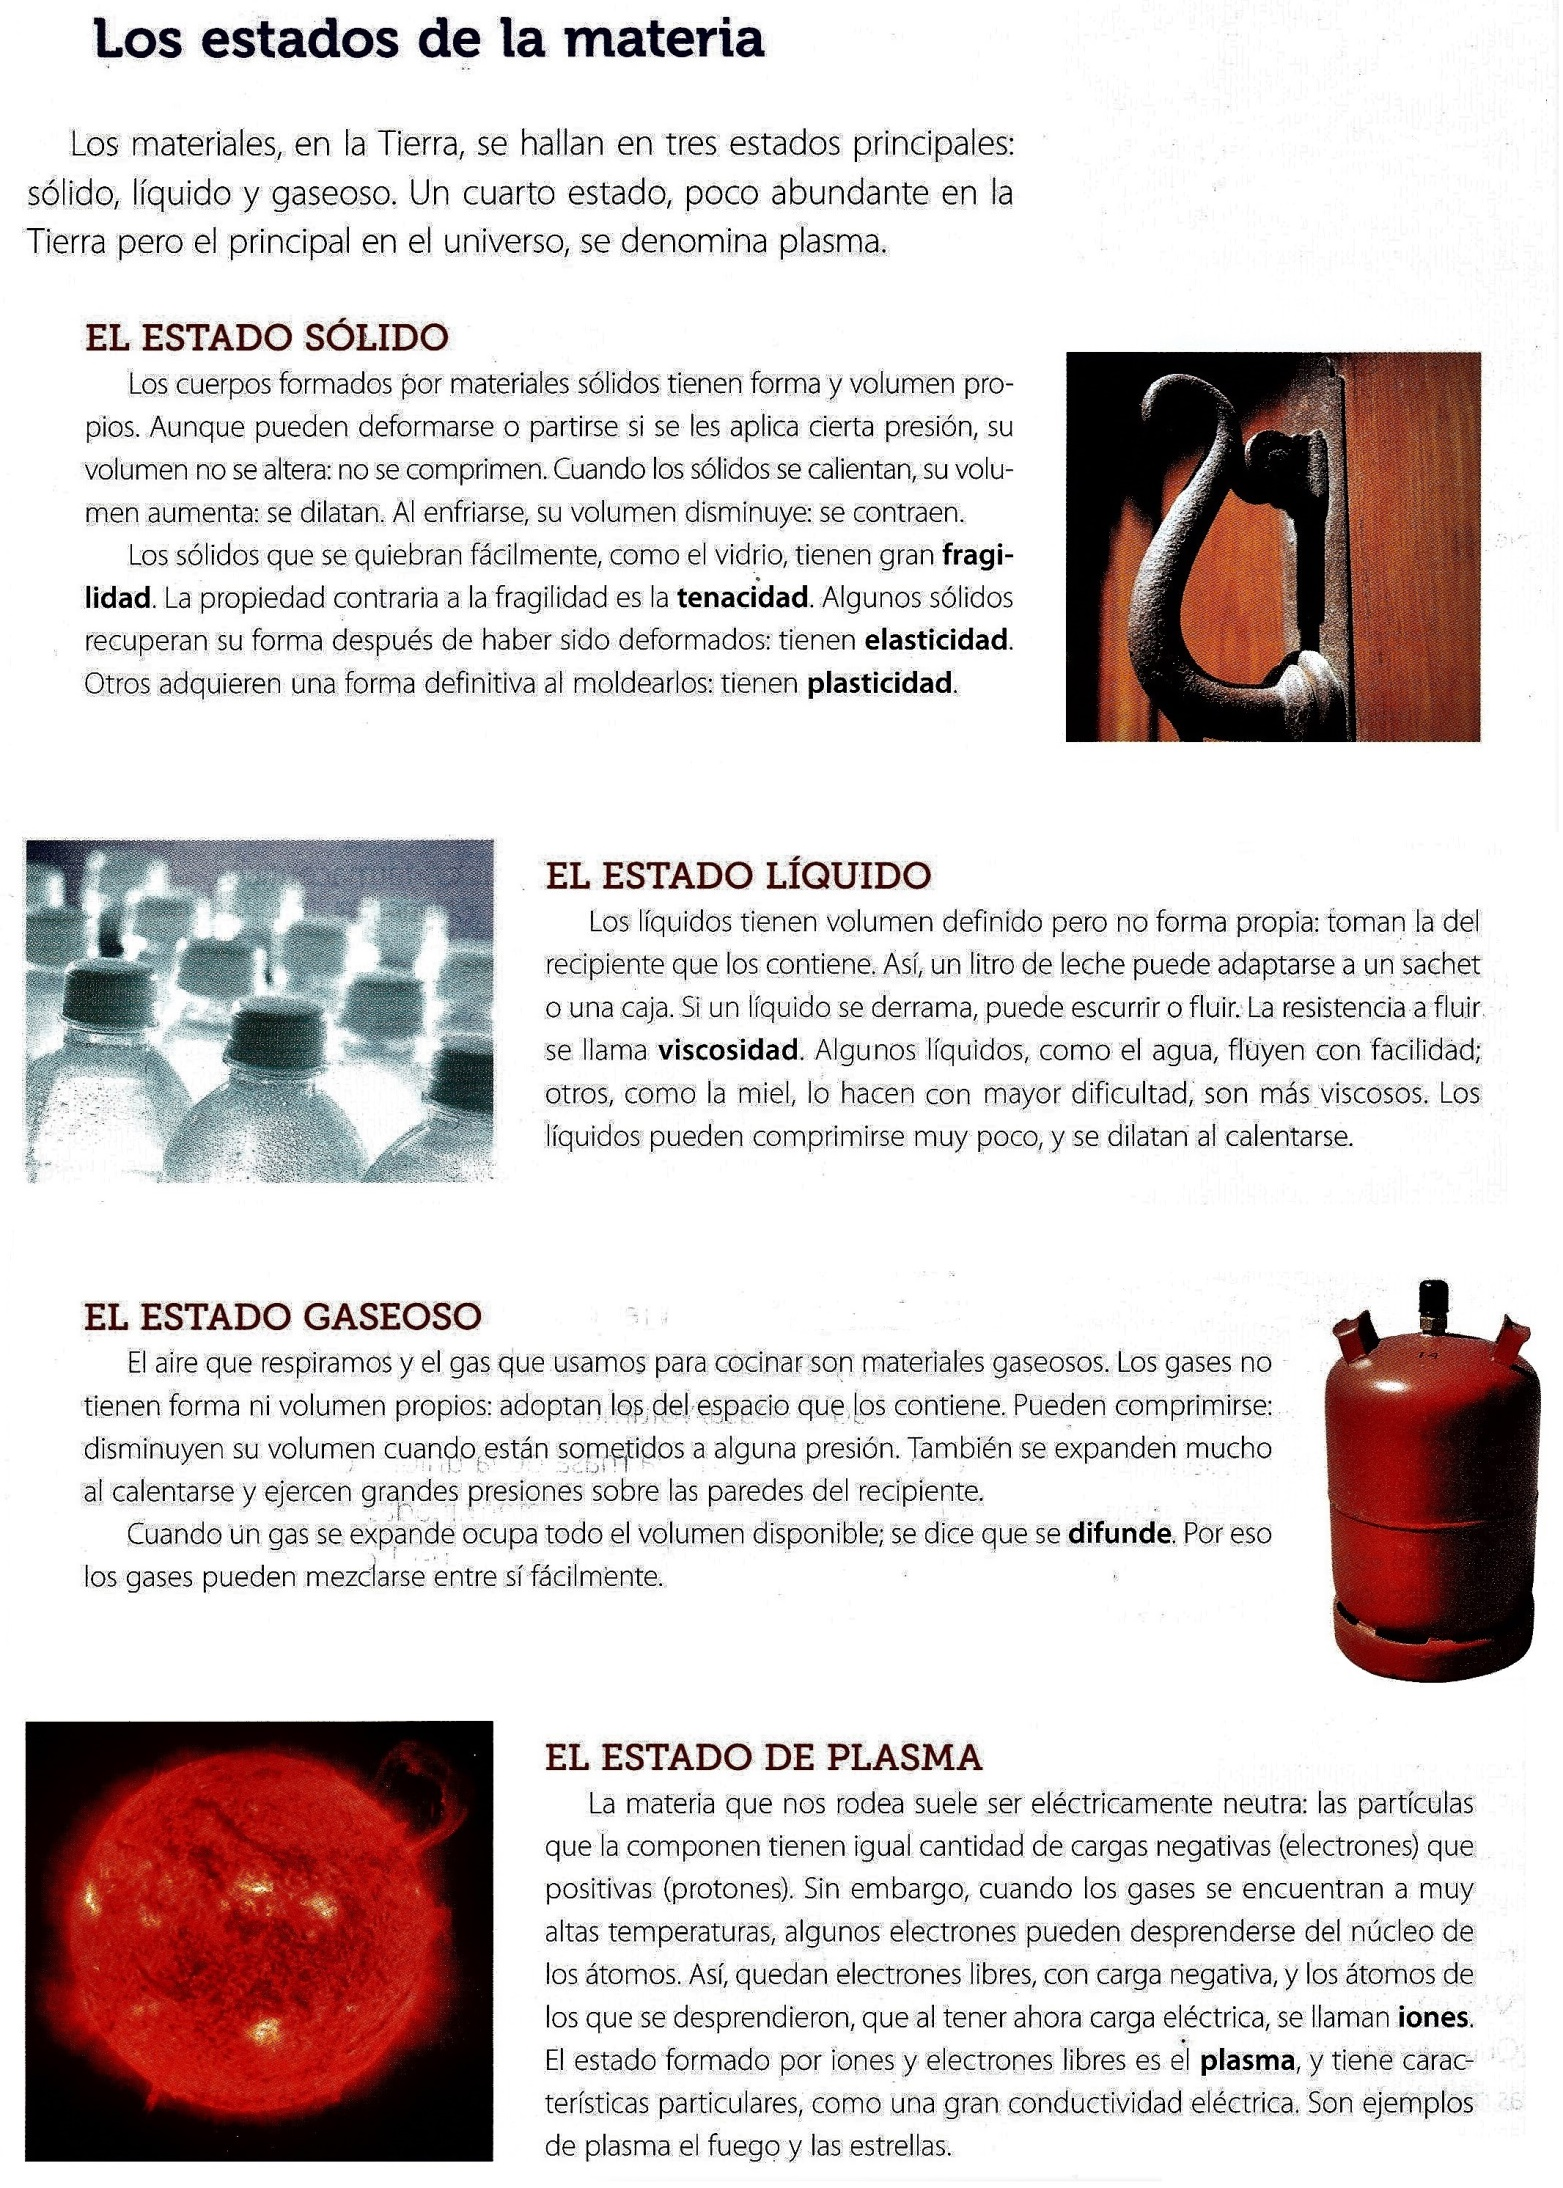 Los estados de la materia
Los materiales, en la Tierra, se hallan en tres estados principales:
sólido, líquido y gaseoso. Un cuarto estado, poco abundante en la
Tierra pero el principal en el universo, se denomina plasma.
EL ESTADO SÓLIDO
Los cuerpos formados por materiales sólidos tienen forma y volumen pro-
pios. Aunque pueden deformarse o partirse si se les aplica cierta presión, su
volumen no se altera: no se comprimen. Cuando los sólidos se calientan, su volu-
men aumenta: se dilatan. Al enfriarse, su volumen disminuye: se contraen.
Los sólidos que se quiebran fácilmente, como el vidrio, tienen gran fragi-
lidad. La propiedad contraria a la fragilidad es la tenacidad. Algunos sólidos
recuperan su forma después de haber sido deformados: tienen elasticidad.
Otros adquieren una forma definitiva al moldearlos: tienen plasticidad.
EL ESTADO LÍQUIDO
Los líquidos tienen volumen definido pero no forma propia: toman la del
recipiente que los contiene. Así, un litro de leche puede adaptarse a un sachet
o una caja. Si un líquido se derrama, puede escurrir o fluir. La resistencia a fluir
se llama viscosidad. Algunos líquidos, como el agua, fluyen con facilidad;
otros, como la miel, lo hacen con mayor dificultad, son más viscosos. Los
líquidos pueden comprimirse muy poco, y se dilatan al calentarse.
EL ESTADO GASEOSO
El aire que respiramos y el gas que usamos para cocinar son materiales gaseosos. Los gases no
tienen forma ni volumen propios: adoptan los del espacio que los contiene. Pueden comprimirse:
disminuyen su volumen cuando están sometidos a alguna presión. También se expanden mucho
al calentarse y ejercen grandes presiones sobre las paredes del recipiente.
Cuando un gas se expande ocupa todo el volumen disponible; se dice que se difunde. Por eso
los gases pueden mezclarse entre sí fácilmente.
EL ESTADO DE PLASMA
La materia que nos rodea suele ser eléctricamente neutra: las partículas
que la componen tienen igual cantidad de cargas negativas (electrones) que
positivas (protones). Sin embargo, cuando los gases se encuentran a muy
altas temperaturas, algunos electrones pueden desprenderse del núcleo de
los átomos. Así, quedan electrones libres, con carga negativa, y los átomos de
los que se desprendieron, que al tener ahora carga eléctrica, se llaman iones.
El estado formado por iones y electrones libres es el plasma, y tiene carac-
terísticas particulares, como una gran conductividad eléctrica. Son ejemplos
de plasma el fuego y las estrellas.